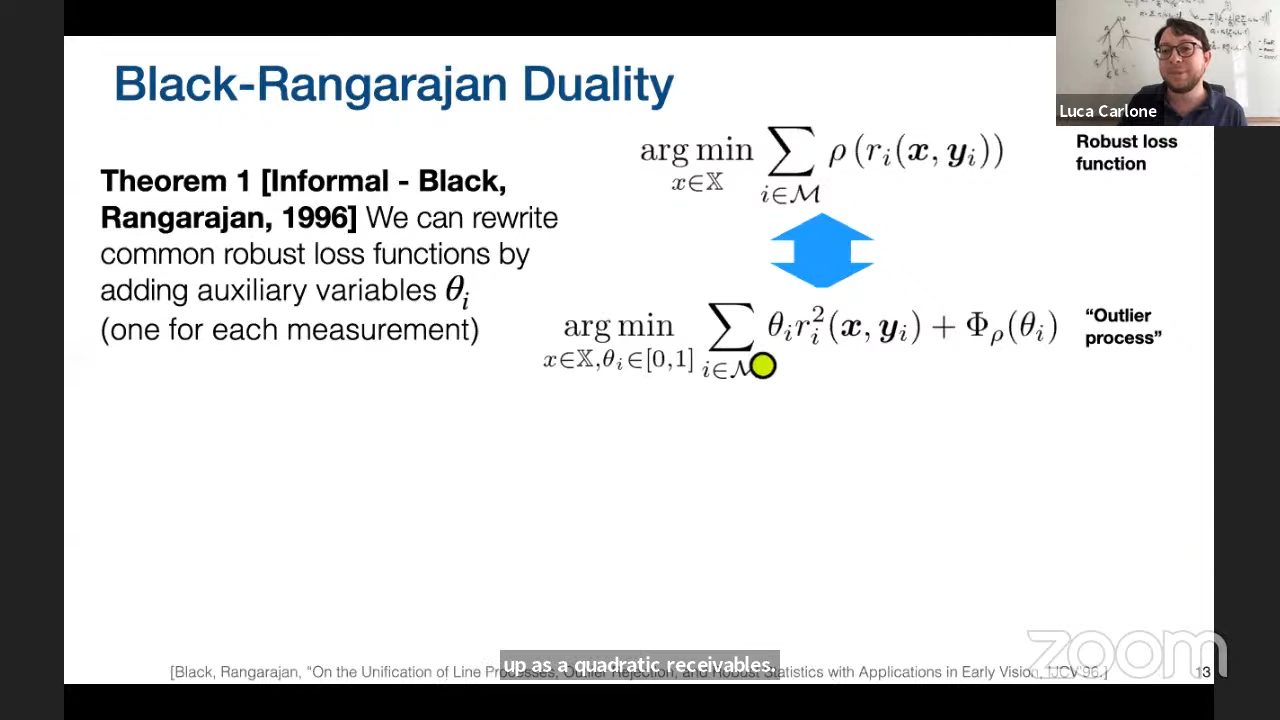 Black-Rangarajan Duality
Luca Carlone
Theorem 1 [Informal - Black,
Rangarajan, 1996] We can rewrite
common robust loss functions by
adding auxiliary variables θᵢ
(one for each measurement)
arg min x∈𝕏 ∑ i∈ℳ ρ(rᵢ(𝒙, 𝒚ᵢ))
Robust loss
function
arg min x∈𝕏,θᵢ∈[0,1] ∑ i∈ℳ θᵢrᵢ²(𝒙, 𝒚ᵢ) + Φρ(θᵢ)
“Outlier
process”
up as a quadratic receivables,
[Black, Rangarajan, “On the Unification of Line Processes, Outlier Rejection, and Robust Statistics with Applications in Early Vision, IJCV’96.]
zoom
13